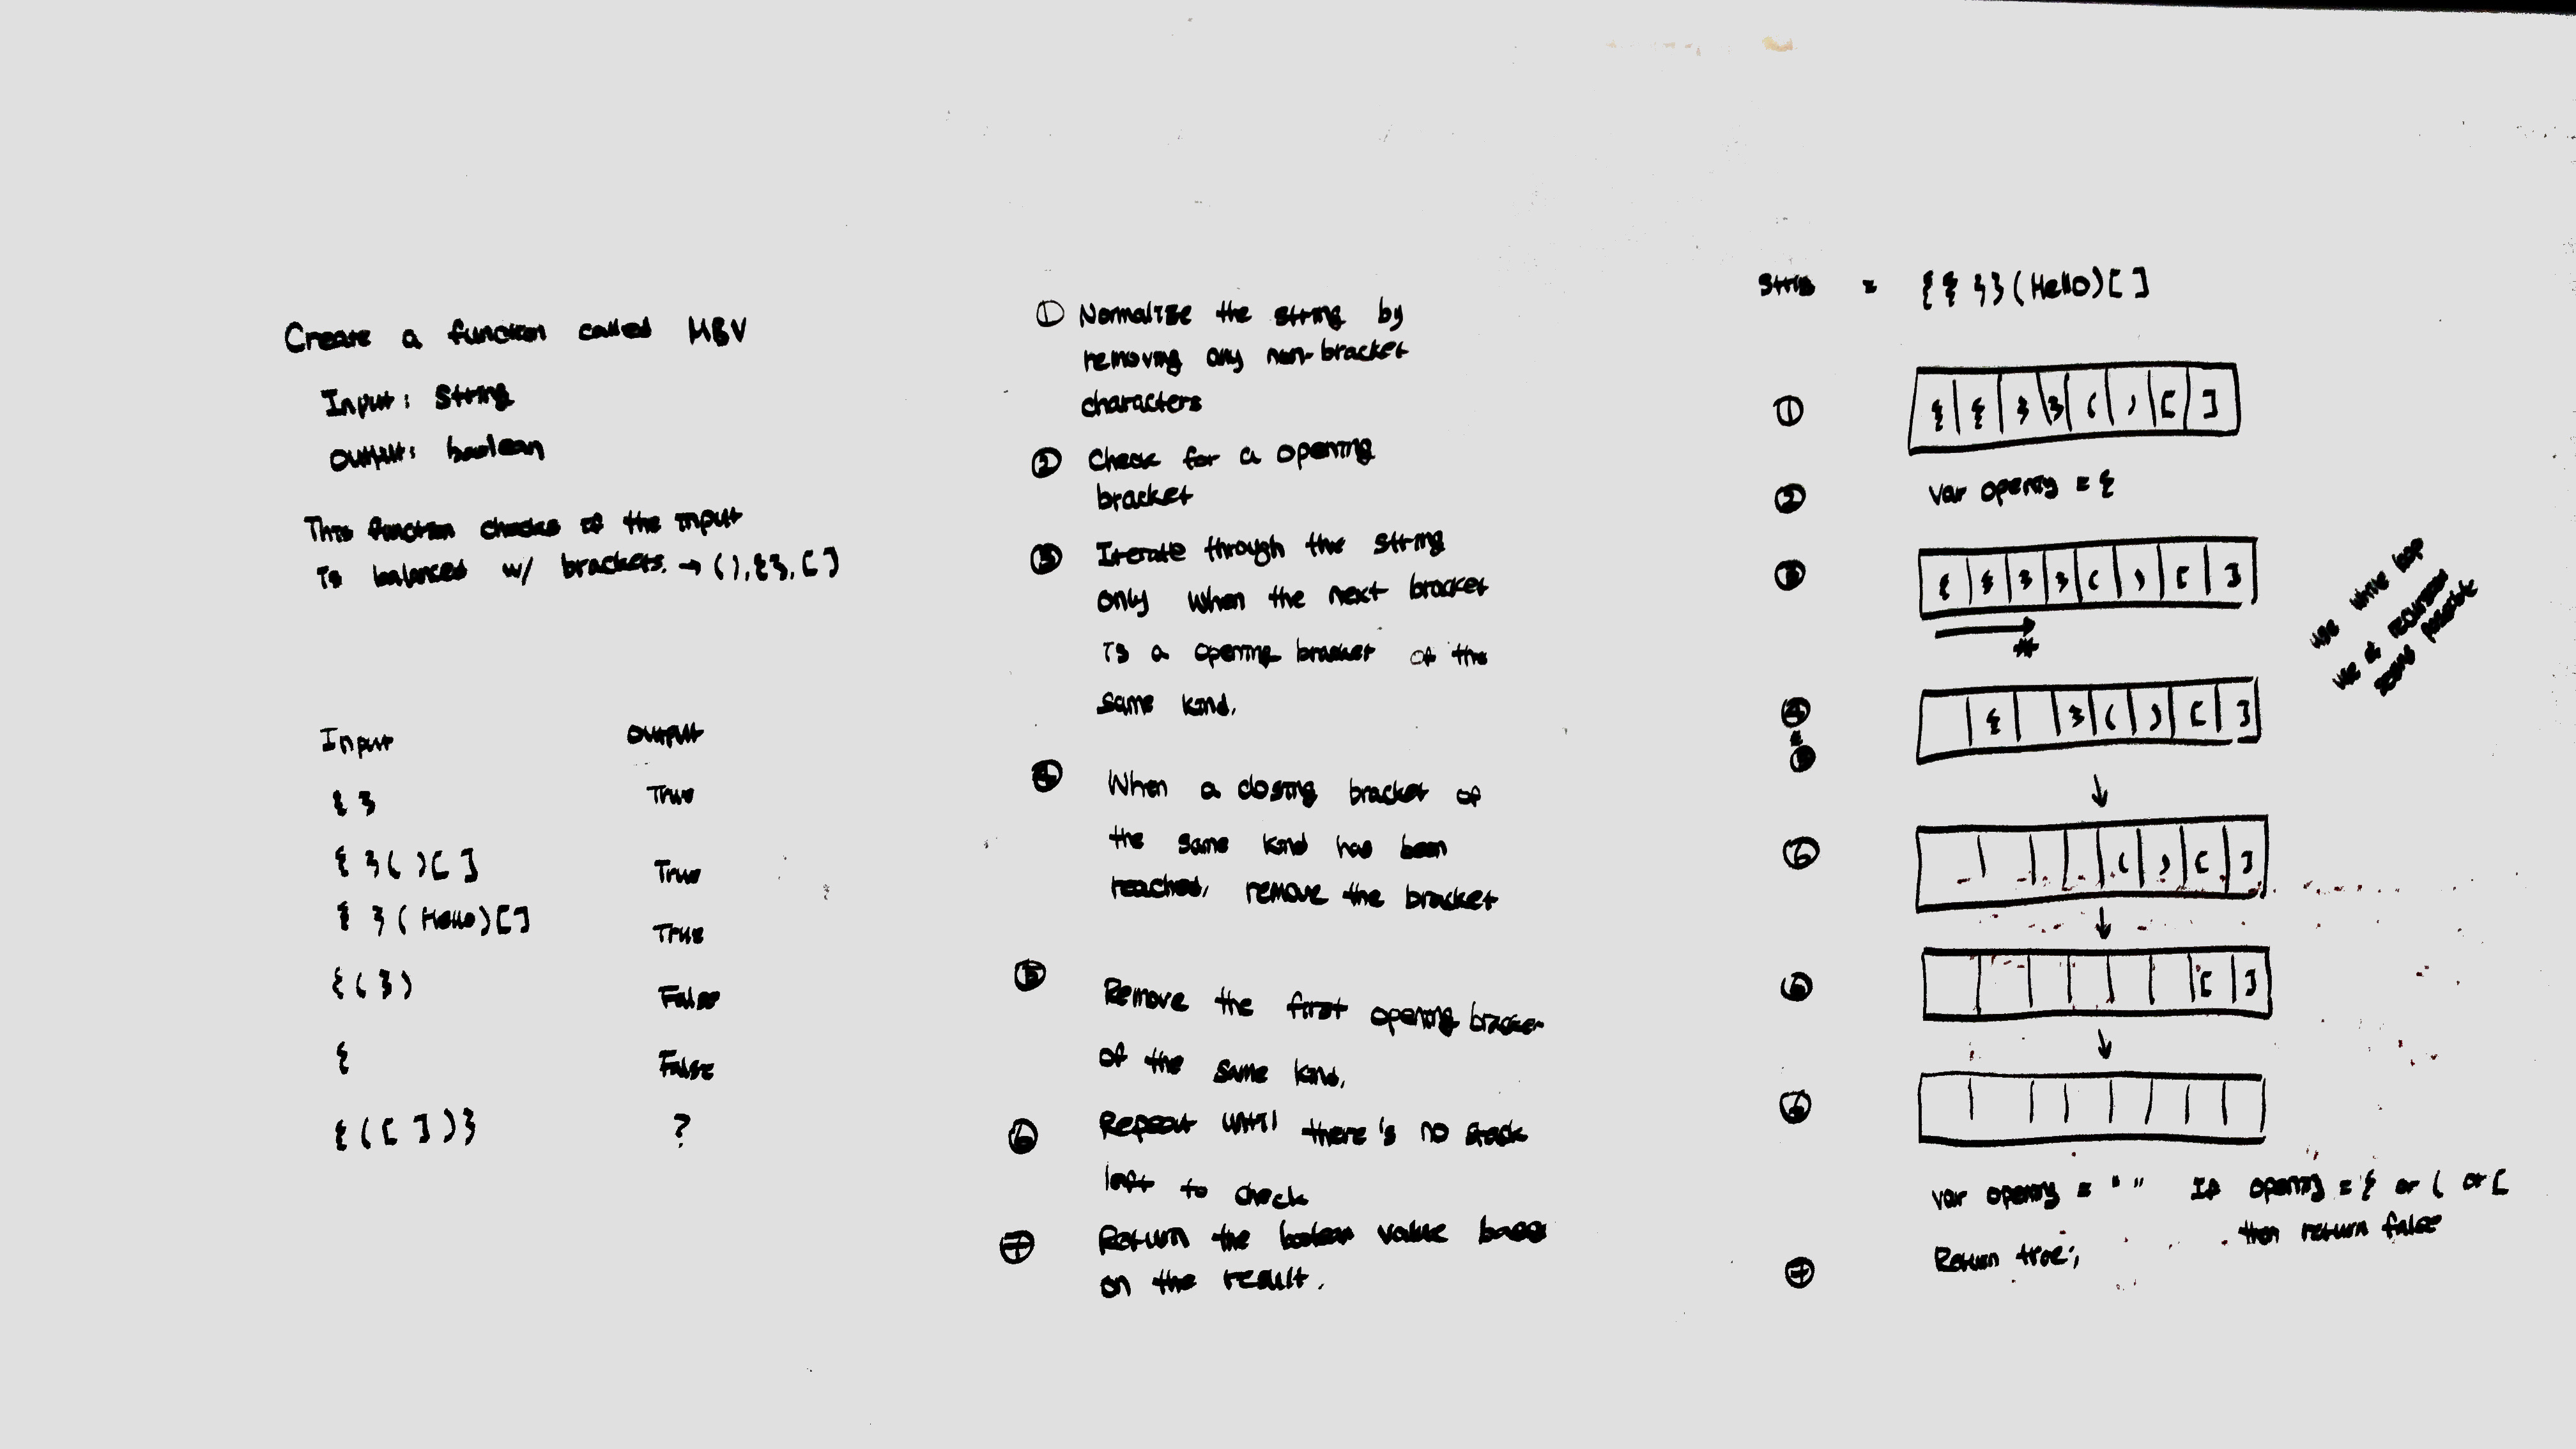 Create a function called MBV
Input: String
Output: boolean
This function checks if the input
is balanced w/ brackets. → (), {}, []
Input Output
{ } True
{ } ( ) [ ] True
{ } ( Hello ) [ ] True
{ ( } ) False
{ False
{ ( [ ] ) } ?
① Normalize the string by
removing any non-bracket
characters
② Check for a opening
bracket
③ Iterate through the string
only when the next bracket
is a opening bracket of the
same kind.
④ When a closing bracket of
the same kind has been
reached, remove the bracket
⑤ Remove the first opening bracket
of the same kind.
⑥ Repeat until there's no stack
left to check
⑦ Return the boolean value base
on the result.
String = { { } } ( Hello ) [ ]
① { { } } ( ) [ ]
② var opening = {
③ { { } } ( ) [ ]
use while loop
use of recursion
seems possible
④ { } ( ) [ ]
⑤
⑥ ( ) [ ]
⑥ [ ]
⑥
var opening = " " If opening = { or ( or [
then return false
⑦ Return true;